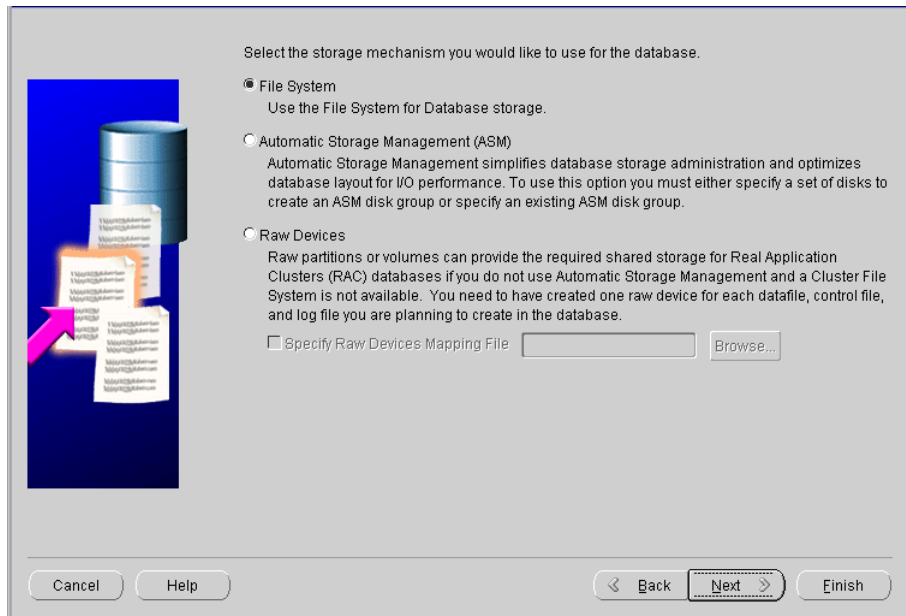 Select the storage mechanism you would like to use for the database.
File System
Use the File System for Database storage.
Automatic Storage Management (ASM)
Automatic Storage Management simplifies database storage administration and optimizes
database layout for I/O performance. To use this option you must either specify a set of disks to
create an ASM disk group or specify an existing ASM disk group.
Raw Devices
Raw partitions or volumes can provide the required shared storage for Real Application
Clusters (RAC) databases if you do not use Automatic Storage Management and a Cluster File
System is not available. You need to have created one raw device for each datafile, control file,
and log file you are planning to create in the database.
Specify Raw Devices Mapping File Browse...
Cancel Help Back Next Finish